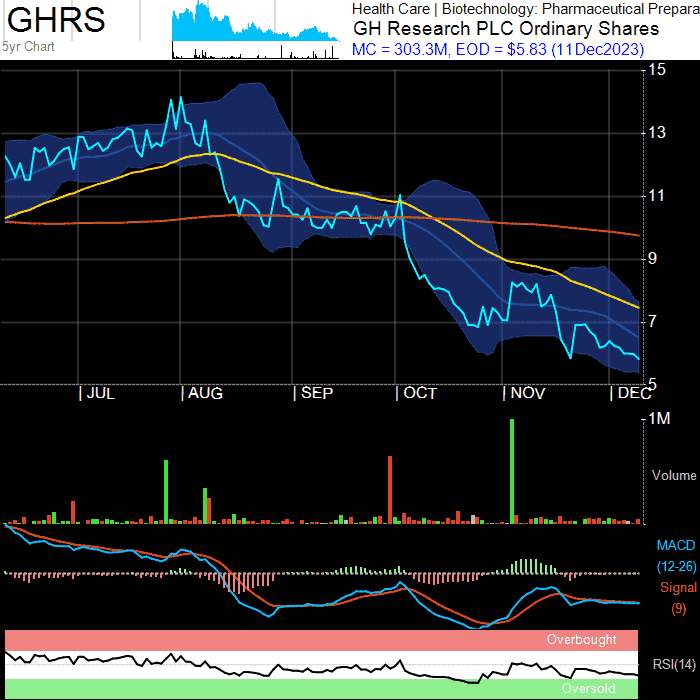 GHRS
5yr Chart
Health Care | Biotechnology: Pharmaceutical Prepara
GH Research PLC Ordinary Shares
MC = 303.3M, EOD = $5.83 (11Dec2023)
15
13
11
9
7
5
JUL AUG SEP OCT NOV DEC
1M
Volume
MACD
(12-26)
Signal
(9)
Overbought
RSI(14)
Oversold